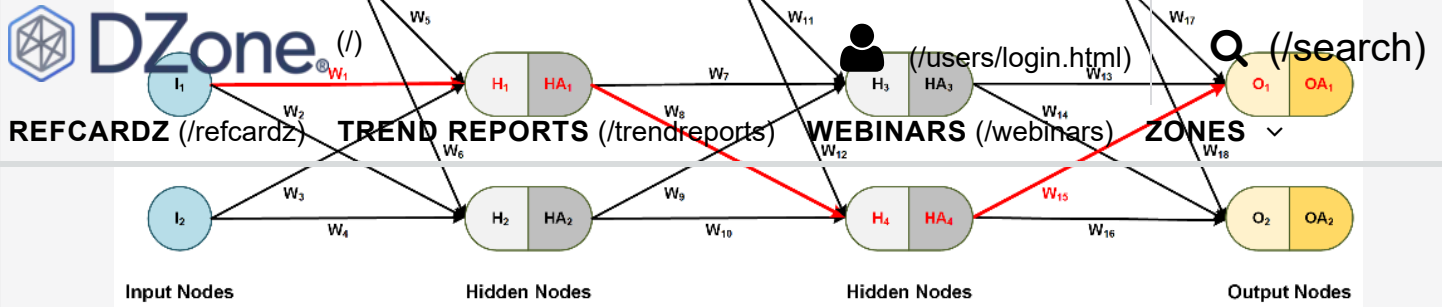 W5 W11 W17
DZone® (/) (/users/login.html) (/search)
I1 W1 H1 HA1 W7 H3 HA3 W13 O1 OA1
W2 W8 W14
REFCARDZ (/refcardz) TREND REPORTS (/trendreports) WEBINARS (/webinars) ZONES
W6 W12 W18
W3 W9 W15
I2 H2 HA2 H4 HA4 O2 OA2
W4 W10 W16
Input Nodes Hidden Nodes Hidden Nodes Output Nodes